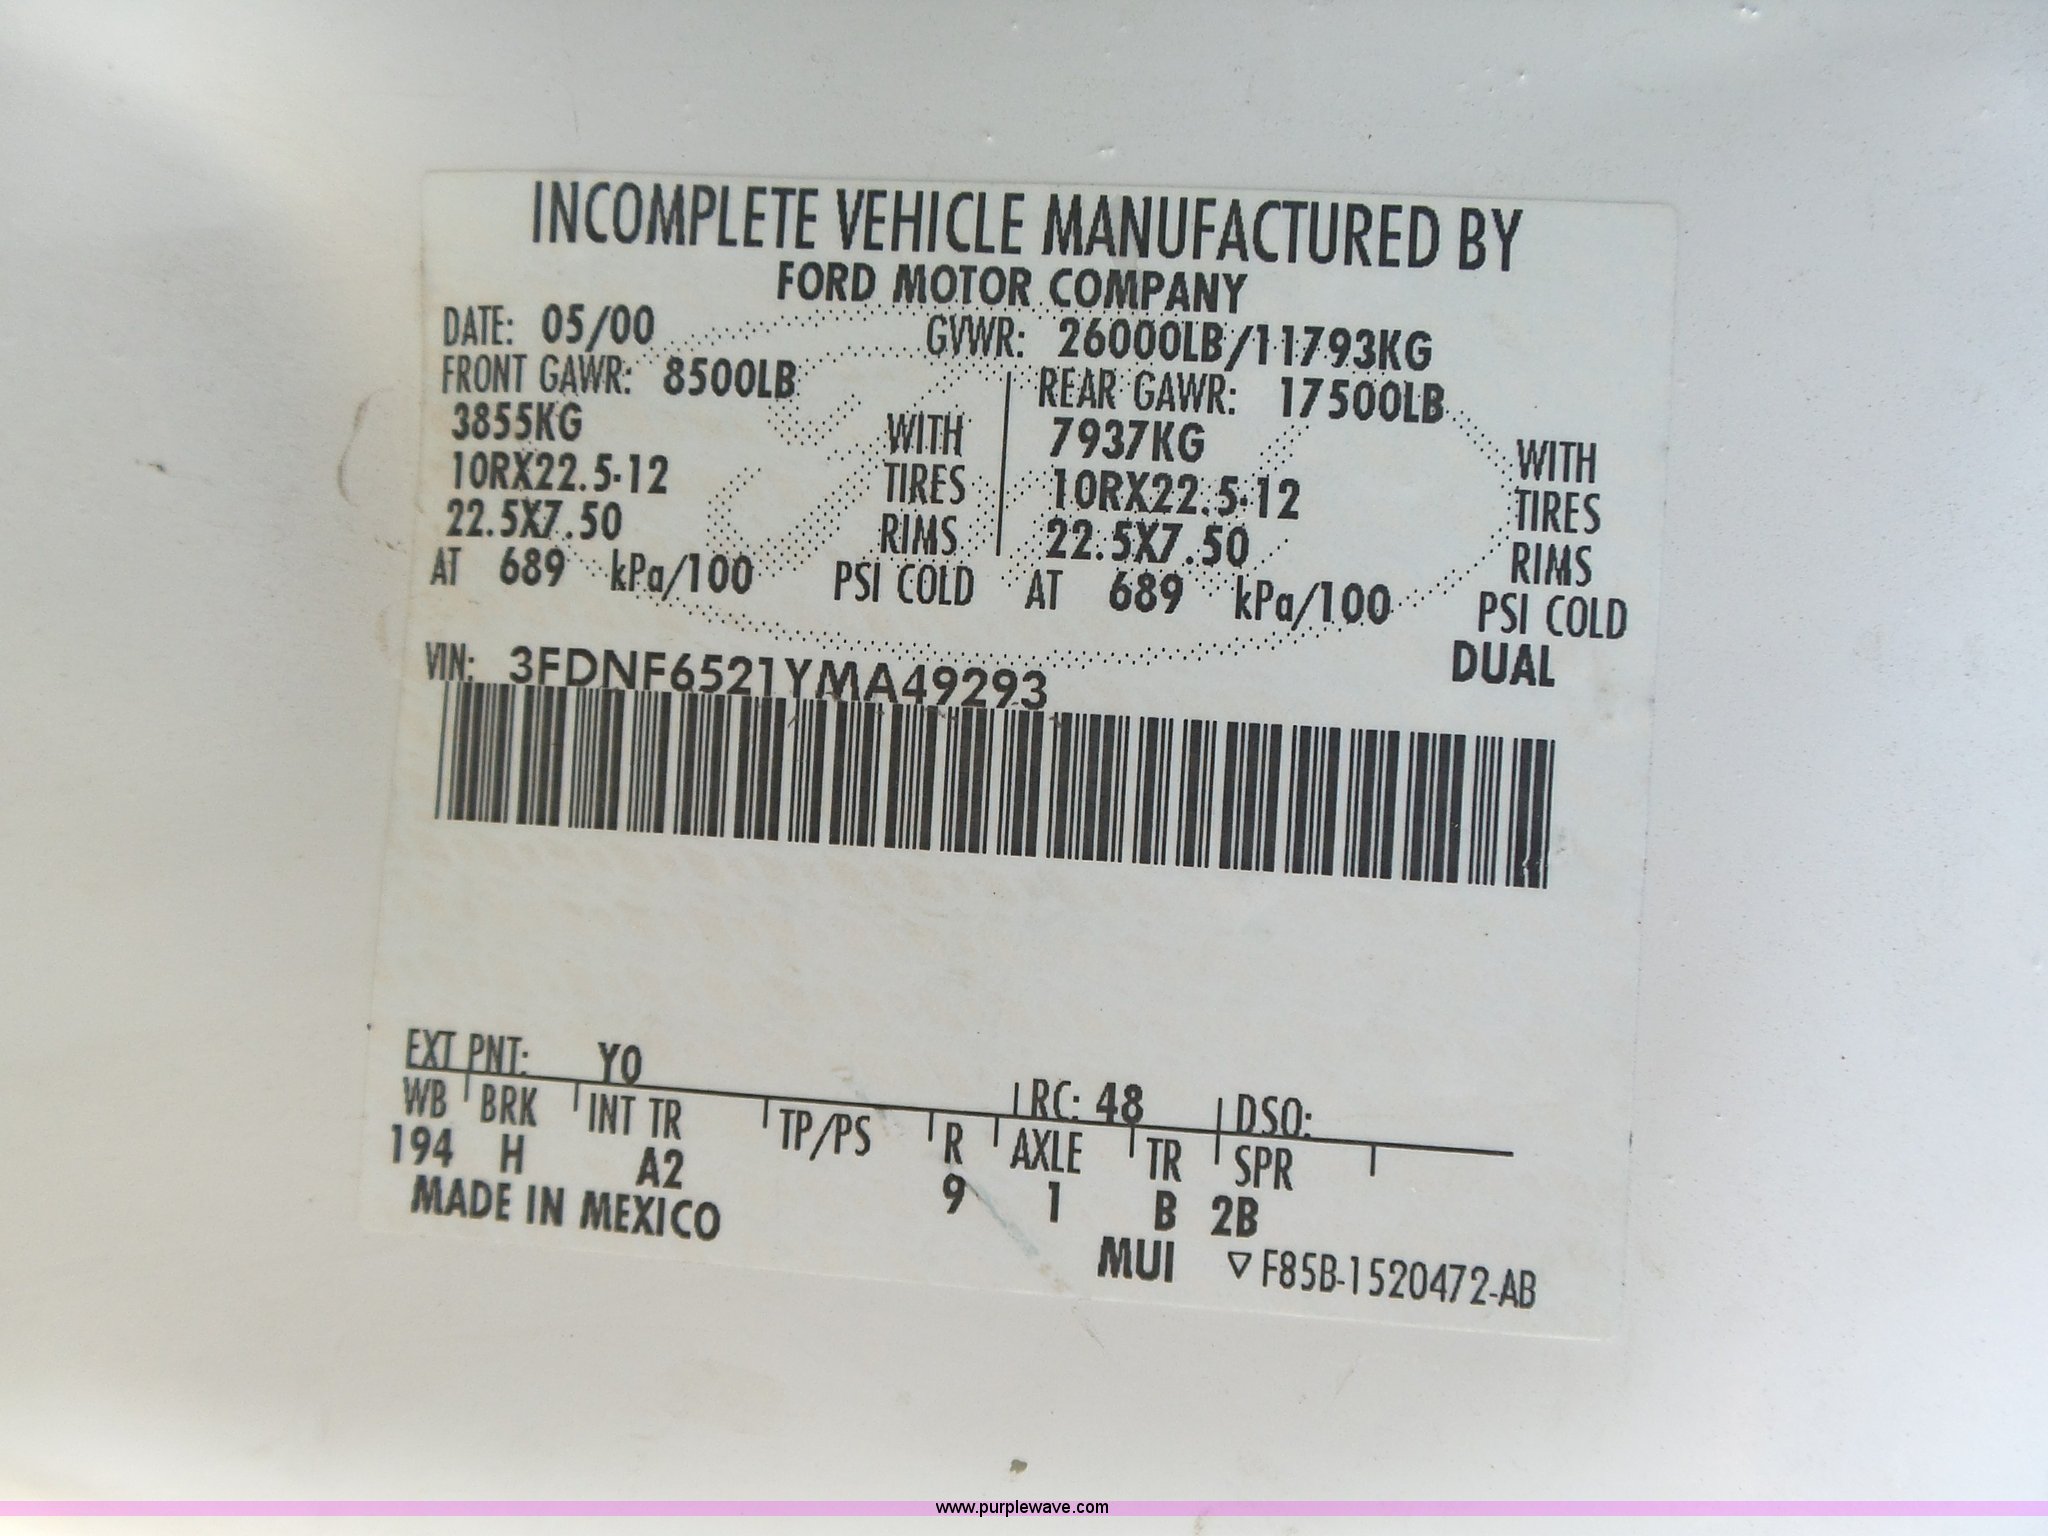 INCOMPLETE VEHICLE MANUFACTURED BY
FORD MOTOR COMPANY
DATE: 05/00 GVWR: 26000LB/11793KG
FRONT GAWR: 8500LB REAR GAWR: 17500LB
3855KG WITH 7937KG WITH
10RX22.5-12 TIRES 10RX22.5-12 TIRES
22.5X7.50 RIMS 22.5X7.50 RIMS
AT 689 kPa/100 PSI COLD AT 689 kPa/100 PSI COLD
DUAL
VIN: 3FDNF6521YMA49293
EXT PNT: YO RC: 48 DSO:
WB BRK INT TR TP/PS R AXLE TR SPR
194 H A2 9 1 B 2B
MADE IN MEXICO
MUI ▽F85B-1520472-AB
www.purplewave.com